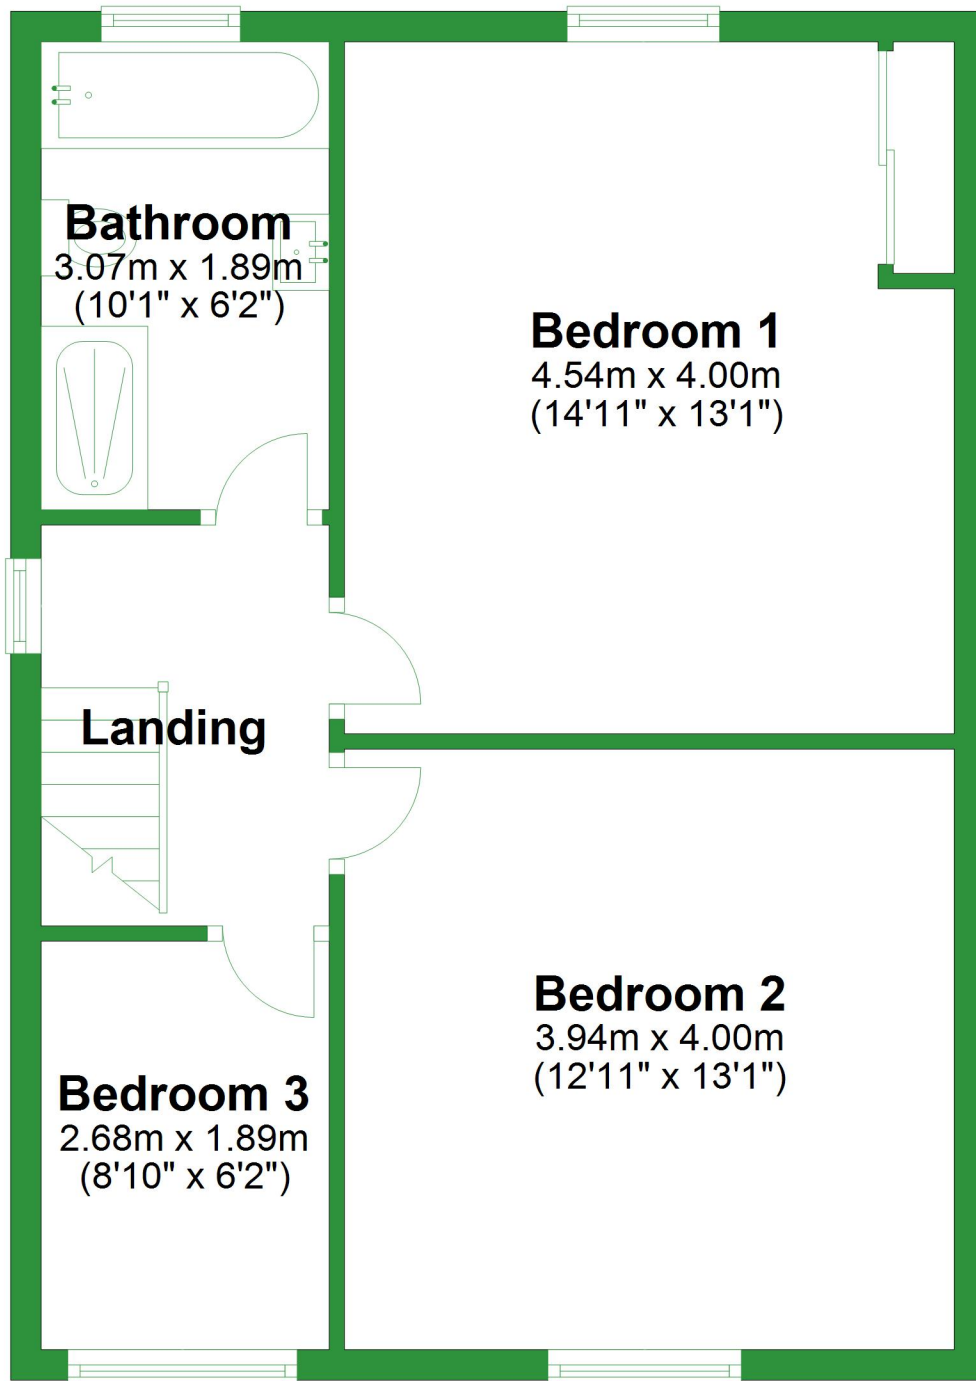 Bathroom
3.07m x 1.89m
(10'1" x 6'2")
Bedroom 1
4.54m x 4.00m
(14'11" x 13'1")
Landing
Bedroom 2
3.94m x 4.00m
(12'11" x 13'1")
Bedroom 3
2.68m x 1.89m
(8'10" x 6'2")